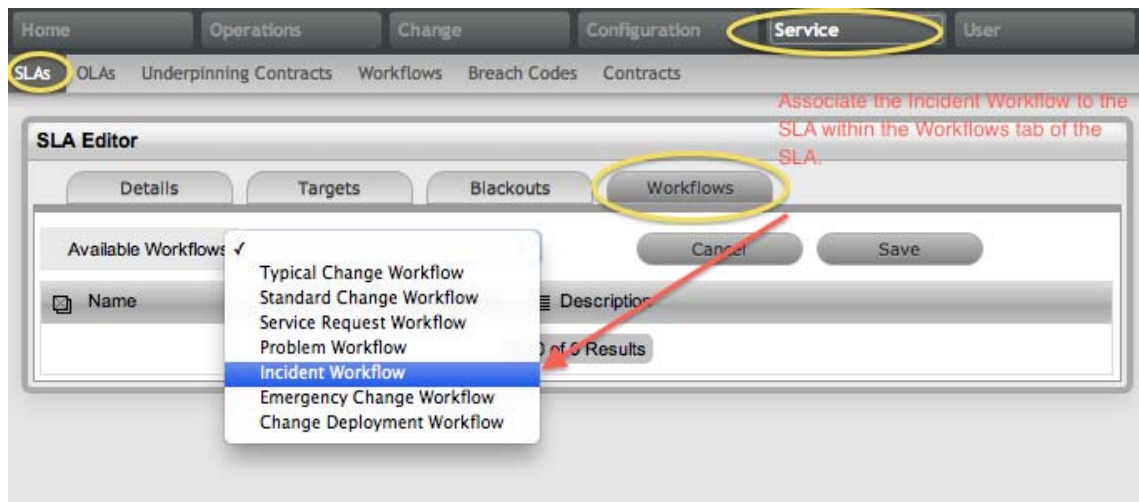 Home Operations Change Configuration Service User
SLAs OLAs Underpinning Contracts Workflows Breach Codes Contracts
Associate the Incident Workflow to the
SLA within the Workflows tab of the
SLA.
SLA Editor
Details Targets Blackouts Workflows
Available Workflows ✓ Cancel Save
Typical Change Workflow
Standard Change Workflow
Service Request Workflow
Problem Workflow
Incident Workflow
Emergency Change Workflow
Change Deployment Workflow
Name Description
of 0 Results